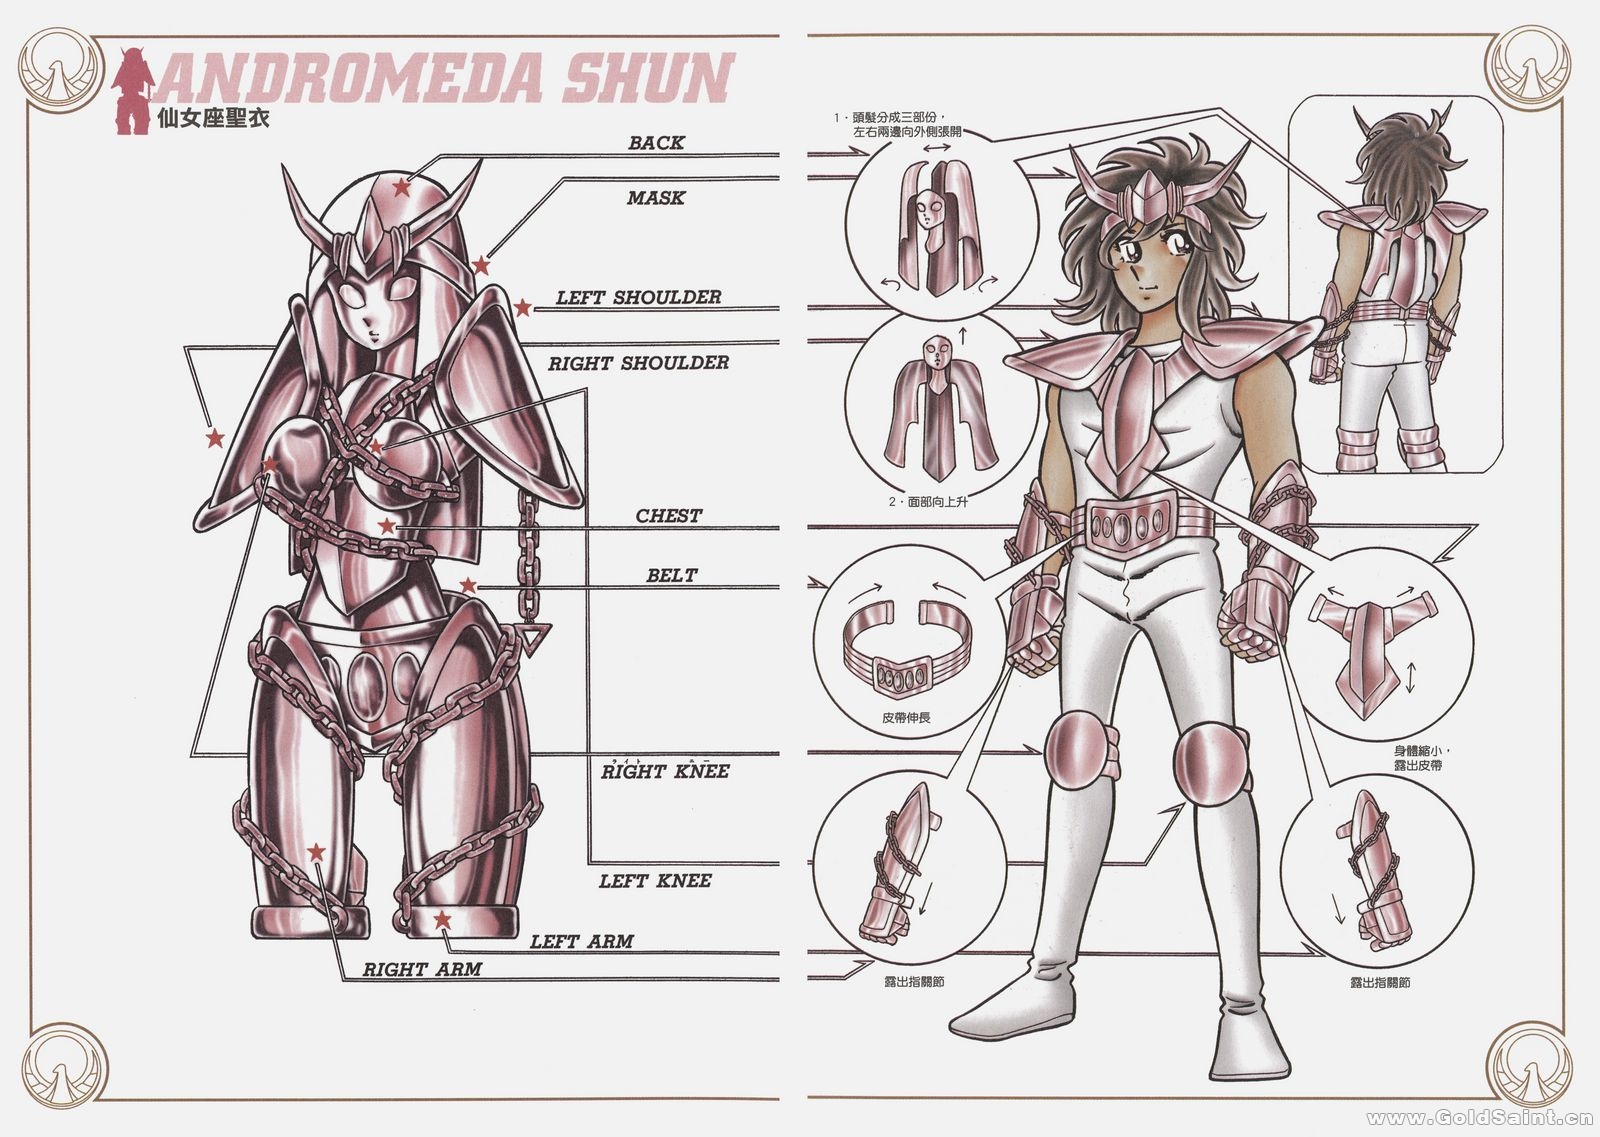 ANDROMEDA SHUN
仙女座聖衣
BACK
MASK
LEFT SHOULDER
RIGHT SHOULDER
CHEST
BELT
RIGHT KNEE
LEFT KNEE
LEFT ARM
RIGHT ARM
1．頭髮分成三部份，
左右兩邊向外側張開
2．面部向上升
皮帶伸長
身體縮小，
露出皮帶
露出指關節
露出指關節
www.GoldSaint.cn